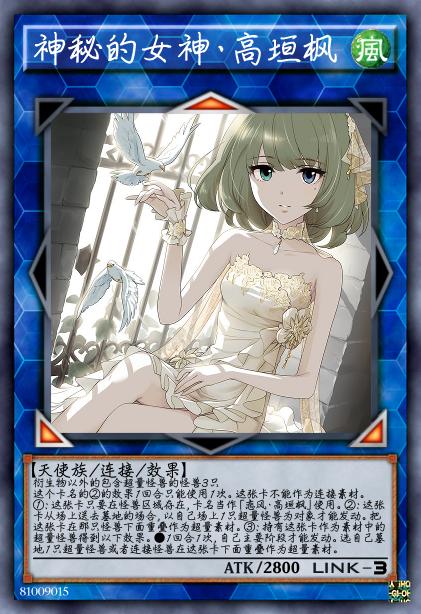 神秘的女神·高垣枫 風
【天使族/连接/效果】
衍生物以外的包含超量怪兽的怪兽3只
这个卡名的②的效果1回合只能使用1次。这张卡不能作为连接素材。
①：这张卡只要在怪兽区域存在，卡名当作「恋风·高垣枫」使用。②：这张
卡从场上送去墓地的场合，以自己场上1只超量怪兽为对象才能发动。把
这张卡在那只怪兽下面重叠作为超量素材。③：持有这张卡作为素材中的
超量怪兽得到以下效果。●1回合1次，自己主要阶段才能发动。选自己墓
地1只超量怪兽或者连接怪兽在这张卡下面重叠作为超量素材。
ATK/2800 LINK-3
81009015